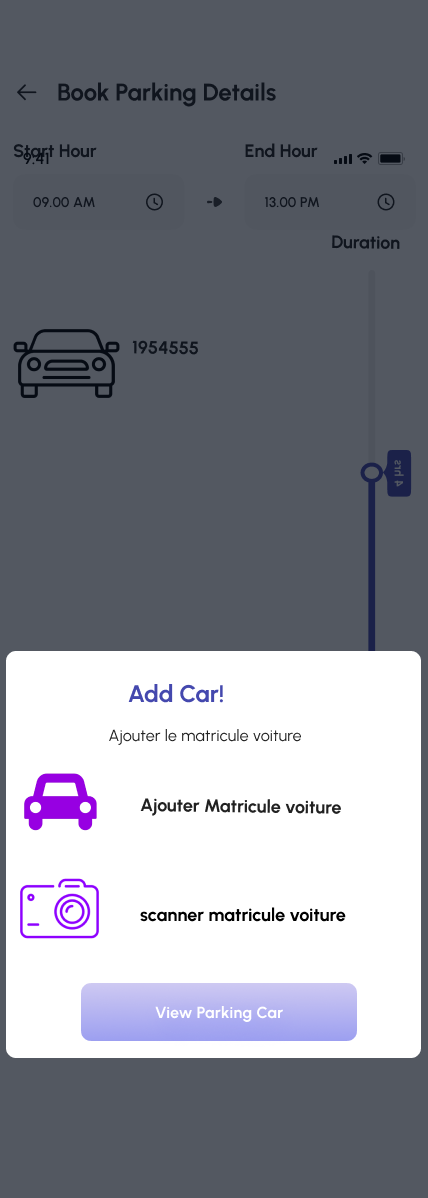 Book Parking Details
Start Hour
End Hour
9:41
09.00 AM
13.00 PM
Duration
1954555
4 hrs
Add Car!
Ajouter le matricule voiture
Ajouter Matricule voiture
scanner matricule voiture
View Parking Car